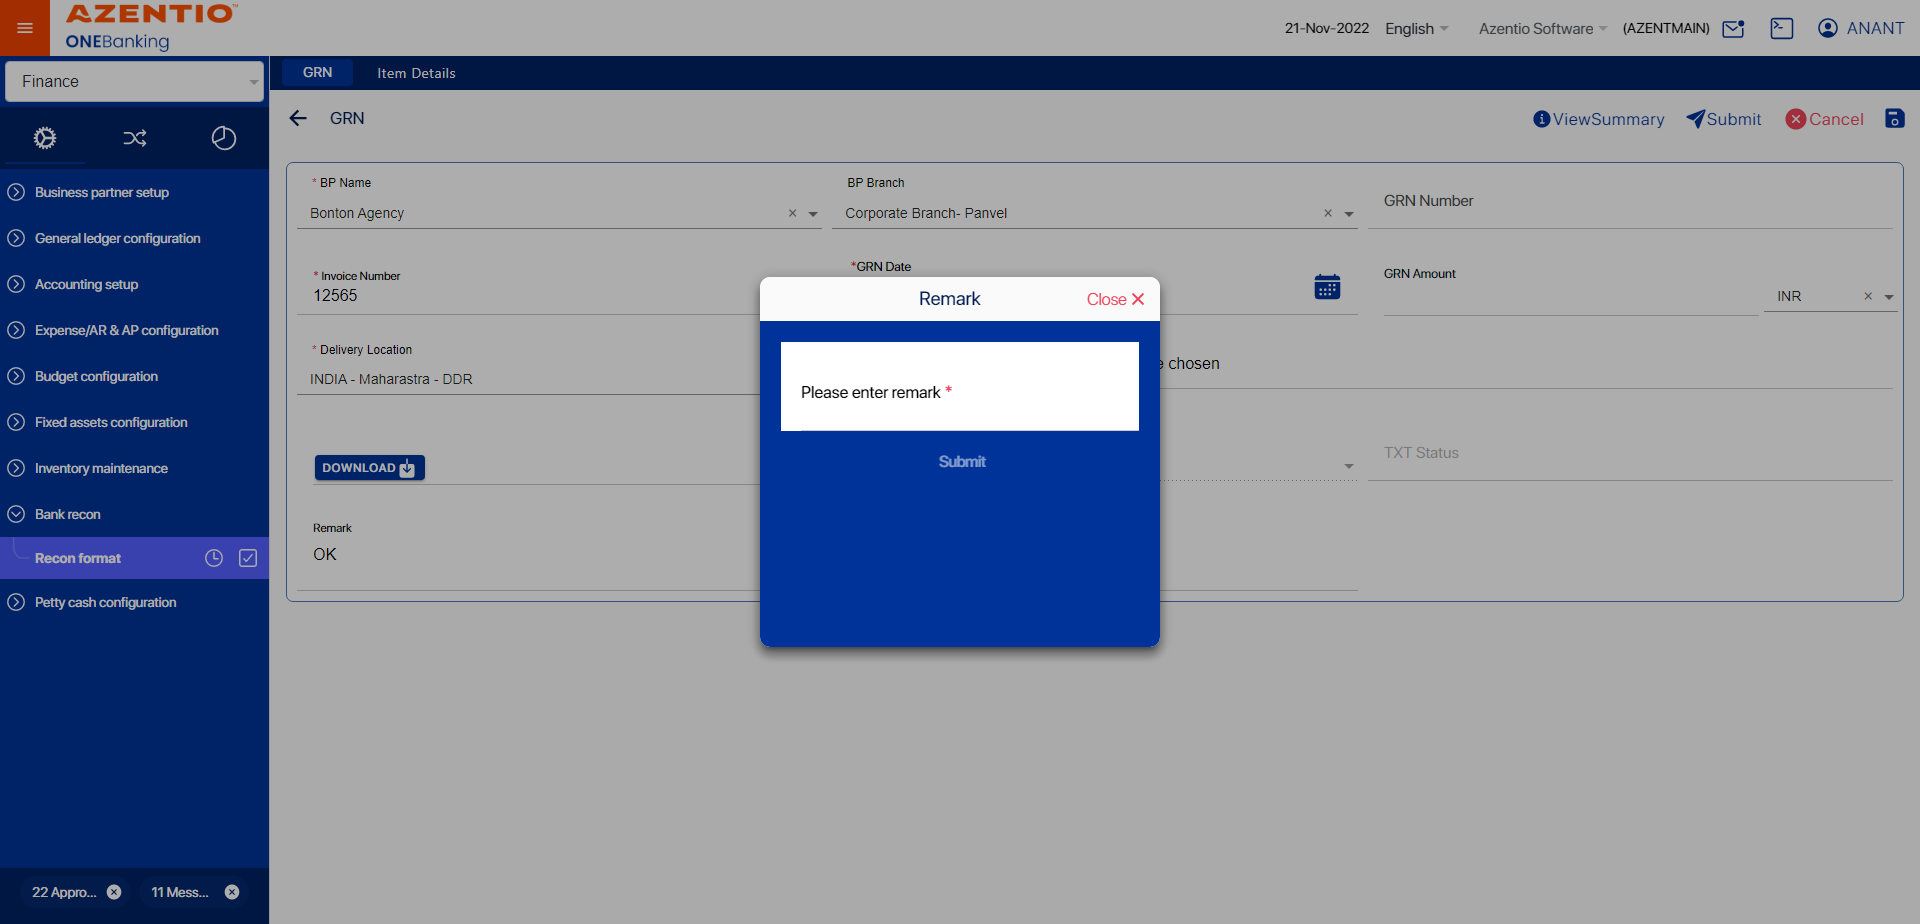 AZENTIO™
ONEBanking
21-Nov-2022 English Azentio Software (AZENTMAIN) ANANT
Finance
GRN Item Details
GRN
ViewSummary Submit Cancel
Business partner setup
General ledger configuration
Accounting setup
Expense/AR & AP configuration
Budget configuration
Fixed assets configuration
Inventory maintenance
Bank recon
Recon format
Petty cash configuration
22 Appro... 11 Mess...
* BP Name
Bonton Agency
BP Branch
Corporate Branch- Panvel
GRN Number
* Invoice Number
12565
*GRN Date
GRN Amount
INR
* Delivery Location
INDIA - Maharastra - DDR
chosen
DOWNLOAD
TXT Status
Remark
OK
Remark
Close
Please enter remark *
Submit